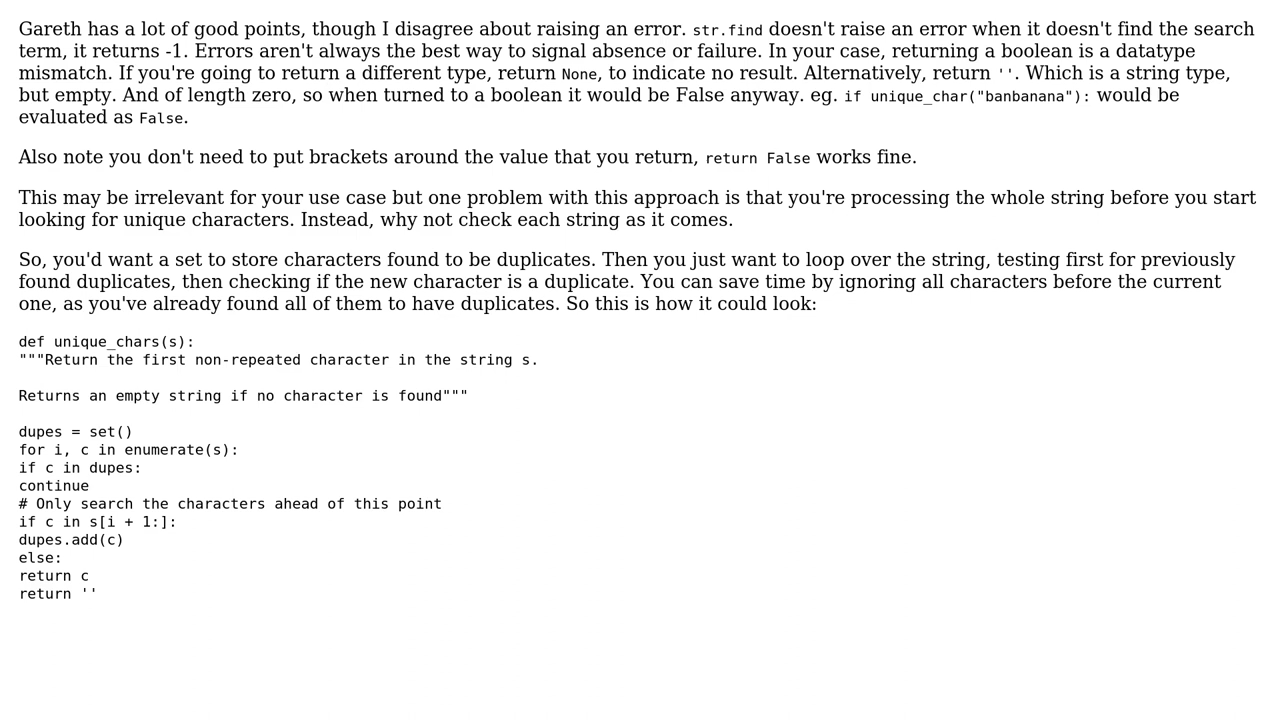 Gareth has a lot of good points, though I disagree about raising an error. str.find doesn't raise an error when it doesn't find the search
term, it returns -1. Errors aren't always the best way to signal absence or failure. In your case, returning a boolean is a datatype
mismatch. If you're going to return a different type, return None, to indicate no result. Alternatively, return ''. Which is a string type,
but empty. And of length zero, so when turned to a boolean it would be False anyway. eg. if unique_char("banbanana"): would be
evaluated as False.
Also note you don't need to put brackets around the value that you return, return False works fine.
This may be irrelevant for your use case but one problem with this approach is that you're processing the whole string before you start
looking for unique characters. Instead, why not check each string as it comes.
So, you'd want a set to store characters found to be duplicates. Then you just want to loop over the string, testing first for previously
found duplicates, then checking if the new character is a duplicate. You can save time by ignoring all characters before the current
one, as you've already found all of them to have duplicates. So this is how it could look:
def unique_chars(s):
"""Return the first non-repeated character in the string s.
Returns an empty string if no character is found"""
dupes = set()
for i, c in enumerate(s):
if c in dupes:
continue
# Only search the characters ahead of this point
if c in s[i + 1:]:
dupes.add(c)
else:
return c
return ''